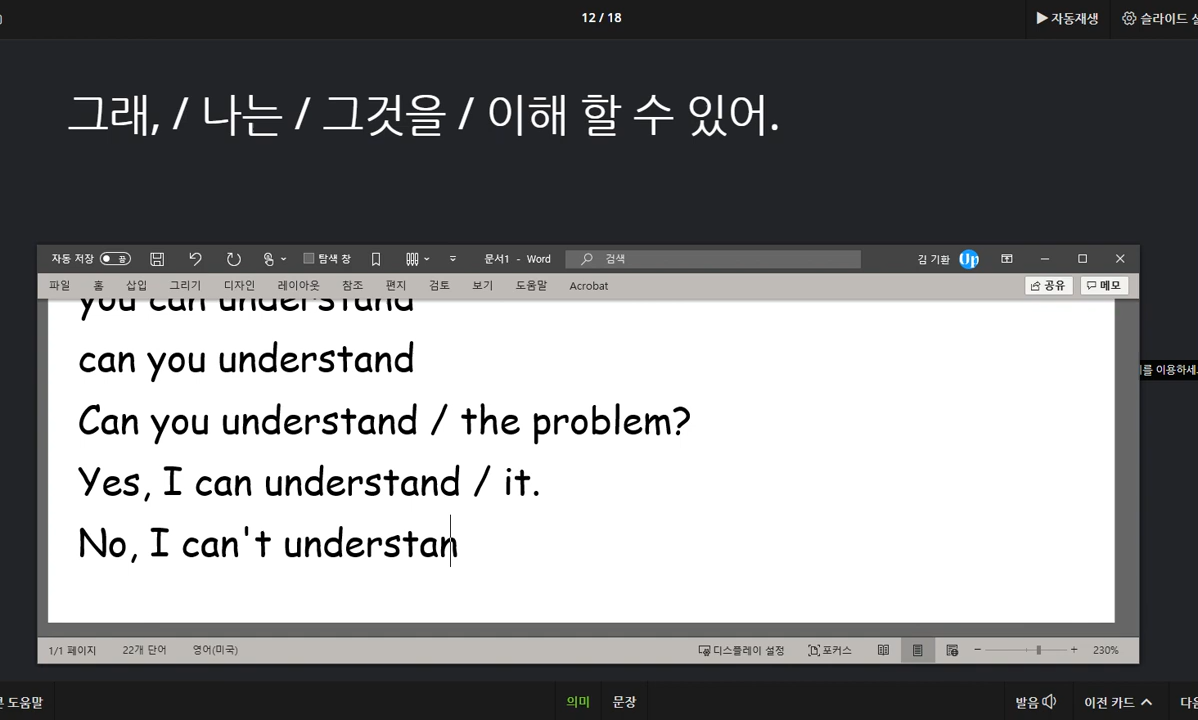 12 / 18
▶ 자동재생
슬라이드
그래, / 나는 / 그것을 / 이해 할 수 있어.
자동 저장 끔 탐색 창 문서1 - Word 검색 김 기환 Up
파일 홈 삽입 그리기 디자인 레이아웃 참조 편지 검토 보기 도움말 Acrobat 공유 메모
you can understand
can you understand
Can you understand / the problem?
를 이용하세
Yes, I can understand / it.
No, I can't understan
1/1 페이지 22개 단어 영어(미국) 디스플레이 설정 포커스 - + 230%
도움말 의미 문장 발음 이전 카드